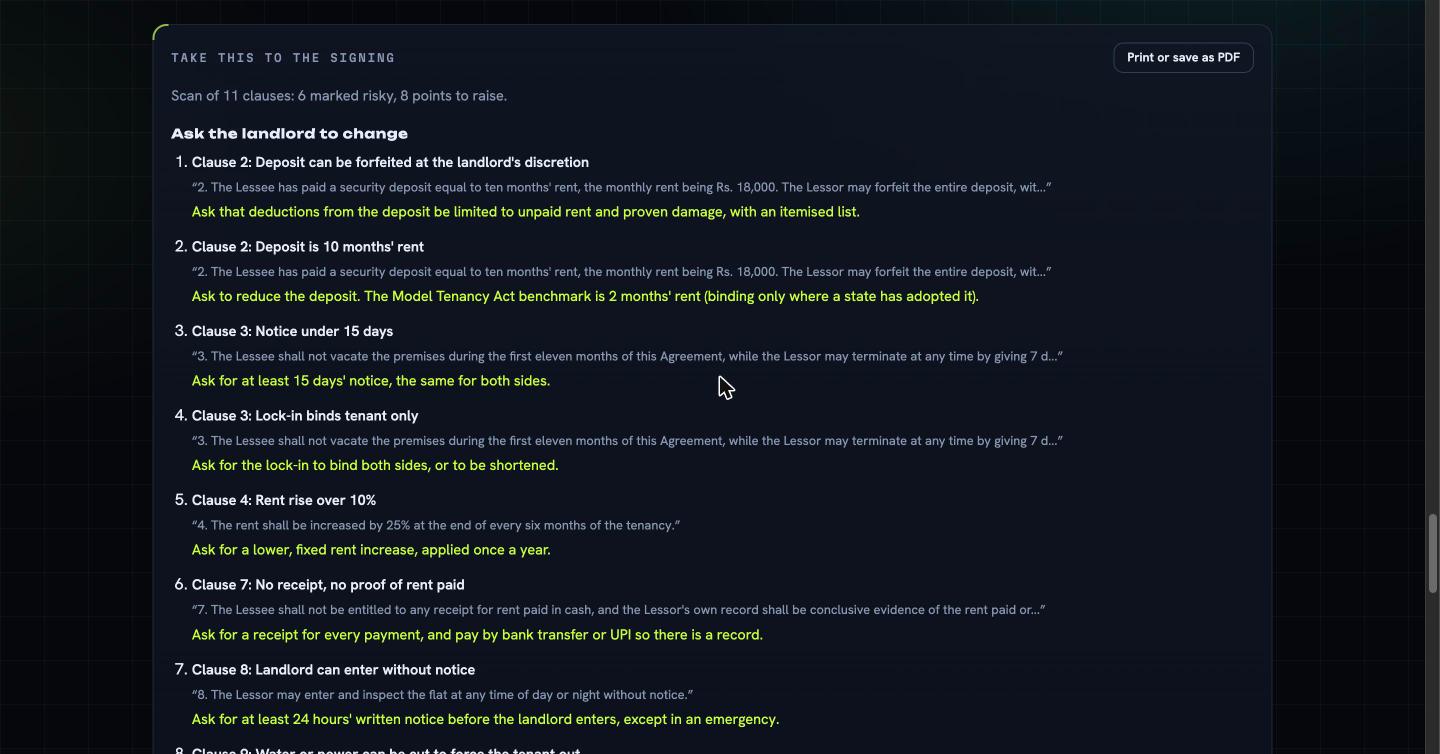 TAKE THIS TO THE SIGNING
Print or save as PDF
Scan of 11 clauses: 6 marked risky, 8 points to raise.
Ask the landlord to change
1. Clause 2: Deposit can be forfeited at the landlord's discretion
“2. The Lessee has paid a security deposit equal to ten months' rent, the monthly rent being Rs. 18,000. The Lessor may forfeit the entire deposit, wit...”
Ask that deductions from the deposit be limited to unpaid rent and proven damage, with an itemised list.
2. Clause 2: Deposit is 10 months' rent
“2. The Lessee has paid a security deposit equal to ten months' rent, the monthly rent being Rs. 18,000. The Lessor may forfeit the entire deposit, wit...”
Ask to reduce the deposit. The Model Tenancy Act benchmark is 2 months' rent (binding only where a state has adopted it).
3. Clause 3: Notice under 15 days
“3. The Lessee shall not vacate the premises during the first eleven months of this Agreement, while the Lessor may terminate at any time by giving 7 d...”
Ask for at least 15 days' notice, the same for both sides.
4. Clause 3: Lock-in binds tenant only
“3. The Lessee shall not vacate the premises during the first eleven months of this Agreement, while the Lessor may terminate at any time by giving 7 d...”
Ask for the lock-in to bind both sides, or to be shortened.
5. Clause 4: Rent rise over 10%
“4. The rent shall be increased by 25% at the end of every six months of the tenancy.”
Ask for a lower, fixed rent increase, applied once a year.
6. Clause 7: No receipt, no proof of rent paid
“7. The Lessee shall not be entitled to any receipt for rent paid in cash, and the Lessor's own record shall be conclusive evidence of the rent paid or...”
Ask for a receipt for every payment, and pay by bank transfer or UPI so there is a record.
7. Clause 8: Landlord can enter without notice
“8. The Lessor may enter and inspect the flat at any time of day or night without notice.”
Ask for at least 24 hours' written notice before the landlord enters, except in an emergency.
8. Clause 9: Water or power can be cut to force the tenant out